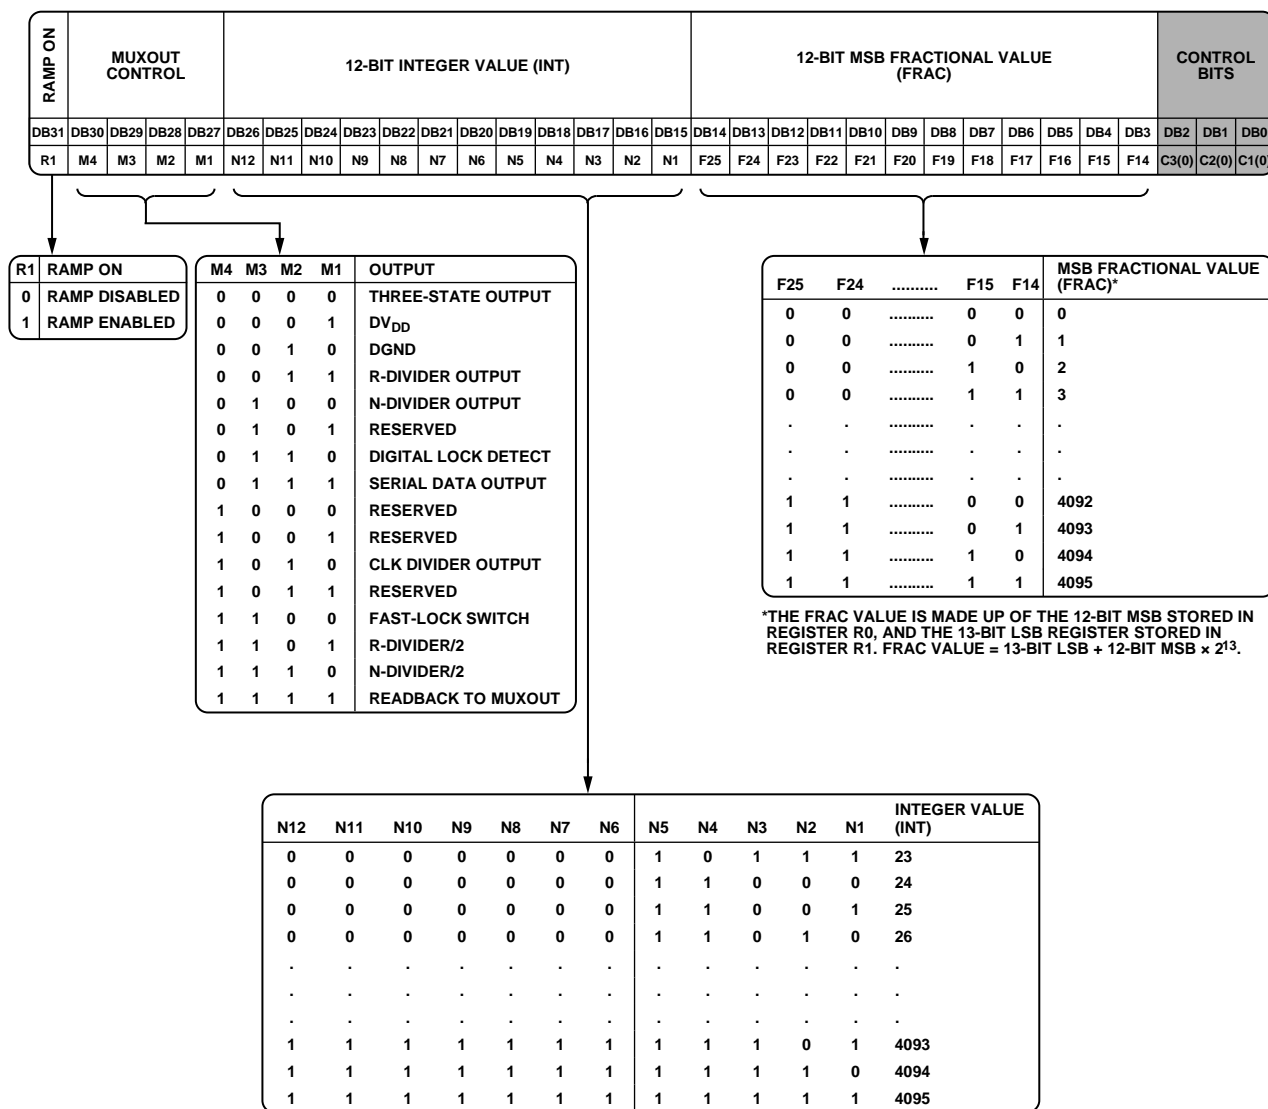 RAMP ON
MUXOUT
CONTROL
12-BIT INTEGER VALUE (INT)
12-BIT MSB FRACTIONAL VALUE
(FRAC)
CONTROL
BITS
DB31 DB30 DB29 DB28 DB27 DB26 DB25 DB24 DB23 DB22 DB21 DB20 DB19 DB18 DB17 DB16 DB15 DB14 DB13 DB12 DB11 DB10 DB9 DB8 DB7 DB6 DB5 DB4 DB3 DB2 DB1 DB0
R1 M4 M3 M2 M1 N12 N11 N10 N9 N8 N7 N6 N5 N4 N3 N2 N1 F25 F24 F23 F22 F21 F20 F19 F18 F17 F16 F15 F14 C3(0) C2(0) C1(0)
R1 RAMP ON
0 RAMP DISABLED
1 RAMP ENABLED
M4 M3 M2 M1 OUTPUT
0 0 0 0 THREE-STATE OUTPUT
0 0 0 1 DVDD
0 0 1 0 DGND
0 0 1 1 R-DIVIDER OUTPUT
0 1 0 0 N-DIVIDER OUTPUT
0 1 0 1 RESERVED
0 1 1 0 DIGITAL LOCK DETECT
0 1 1 1 SERIAL DATA OUTPUT
1 0 0 0 RESERVED
1 0 0 1 RESERVED
1 0 1 0 CLK DIVIDER OUTPUT
1 0 1 1 RESERVED
1 1 0 0 FAST-LOCK SWITCH
1 1 0 1 R-DIVIDER/2
1 1 1 0 N-DIVIDER/2
1 1 1 1 READBACK TO MUXOUT
F25 F24 .......... F15 F14 MSB FRACTIONAL VALUE
(FRAC)*
0 0 .......... 0 0 0
0 0 .......... 0 1 1
0 0 .......... 1 0 2
0 0 .......... 1 1 3
. . .......... . . .
. . .......... . . .
. . .......... . . .
1 1 .......... 0 0 4092
1 1 .......... 0 1 4093
1 1 .......... 1 0 4094
1 1 .......... 1 1 4095
*THE FRAC VALUE IS MADE UP OF THE 12-BIT MSB STORED IN
REGISTER R0, AND THE 13-BIT LSB REGISTER STORED IN
REGISTER R1. FRAC VALUE = 13-BIT LSB + 12-BIT MSB × 2¹³.
N12 N11 N10 N9 N8 N7 N6 N5 N4 N3 N2 N1 INTEGER VALUE
(INT)
0 0 0 0 0 0 0 1 0 1 1 1 23
0 0 0 0 0 0 0 1 1 0 0 0 24
0 0 0 0 0 0 0 1 1 0 0 1 25
0 0 0 0 0 0 0 1 1 0 1 0 26
. . . . . . . . . . . . .
. . . . . . . . . . . . .
. . . . . . . . . . . . .
1 1 1 1 1 1 1 1 1 1 0 1 4093
1 1 1 1 1 1 1 1 1 1 1 0 4094
1 1 1 1 1 1 1 1 1 1 1 1 4095